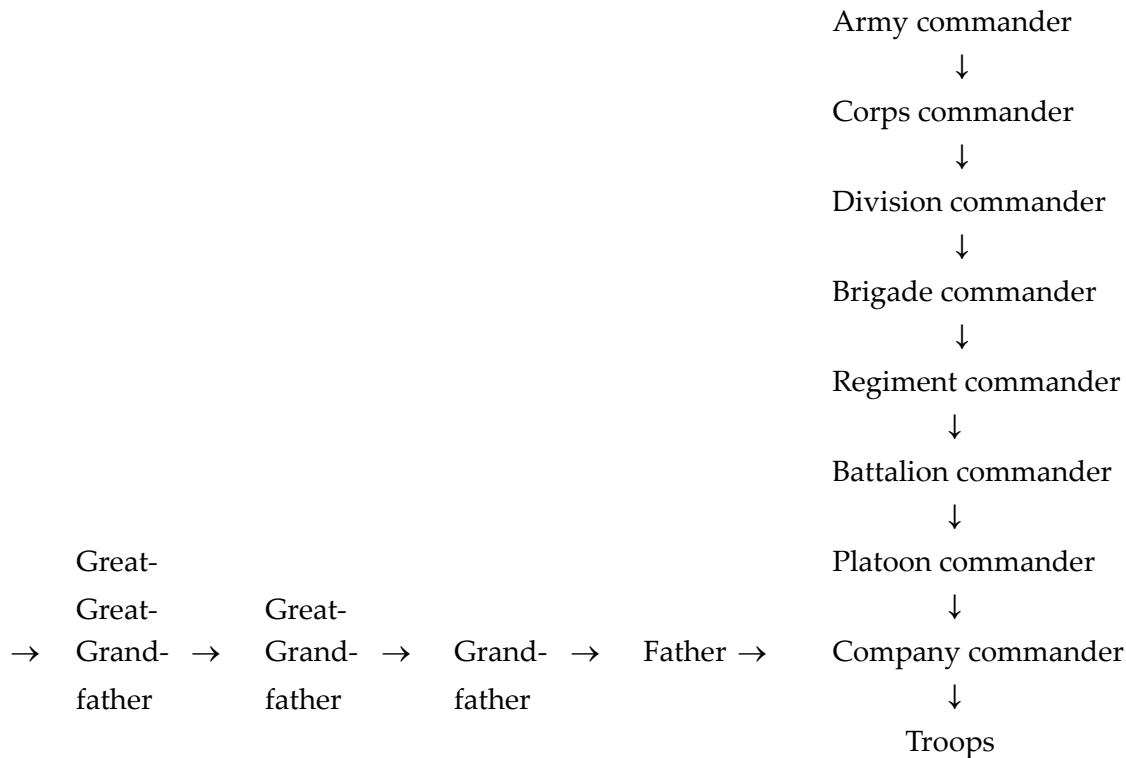 Army commander
↓
Corps commander
↓
Division commander
↓
Brigade commander
↓
Regiment commander
↓
Battalion commander
↓
Great- Platoon commander
↓
Great- Great-
→ Grand- → Grand- → Grand- → Father → Company commander
father father father ↓
Troops